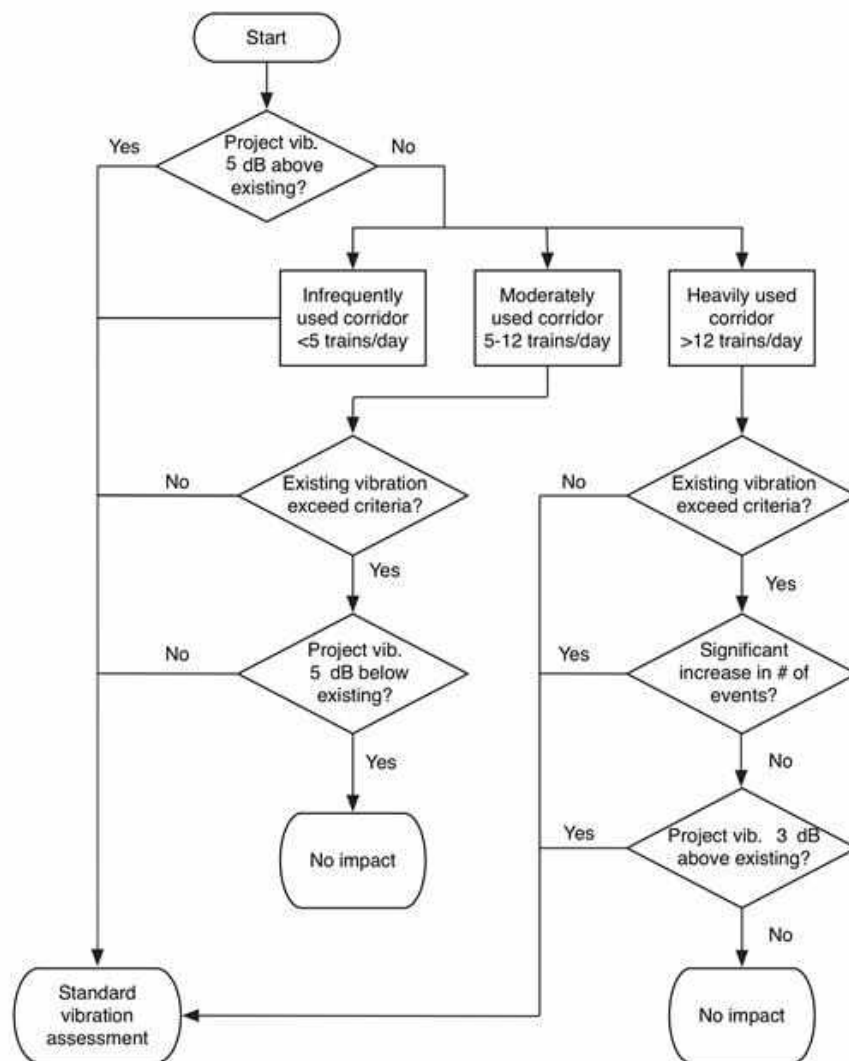 Start
Yes
Project vib.
5 dB above
existing?
No
Infrequently
used corridor
<5 trains/day
Moderately
used corridor
5-12 trains/day
Heavily used
corridor
>12 trains/day
No
Existing vibration
exceed criteria?
No
Existing vibration
exceed criteria?
Yes
Yes
No
Project vib.
5 dB below
existing?
Yes
Significant
increase in # of
events?
Yes
No
No impact
Yes
Project vib. 3 dB
above existing?
No
Standard
vibration
assessment
No impact